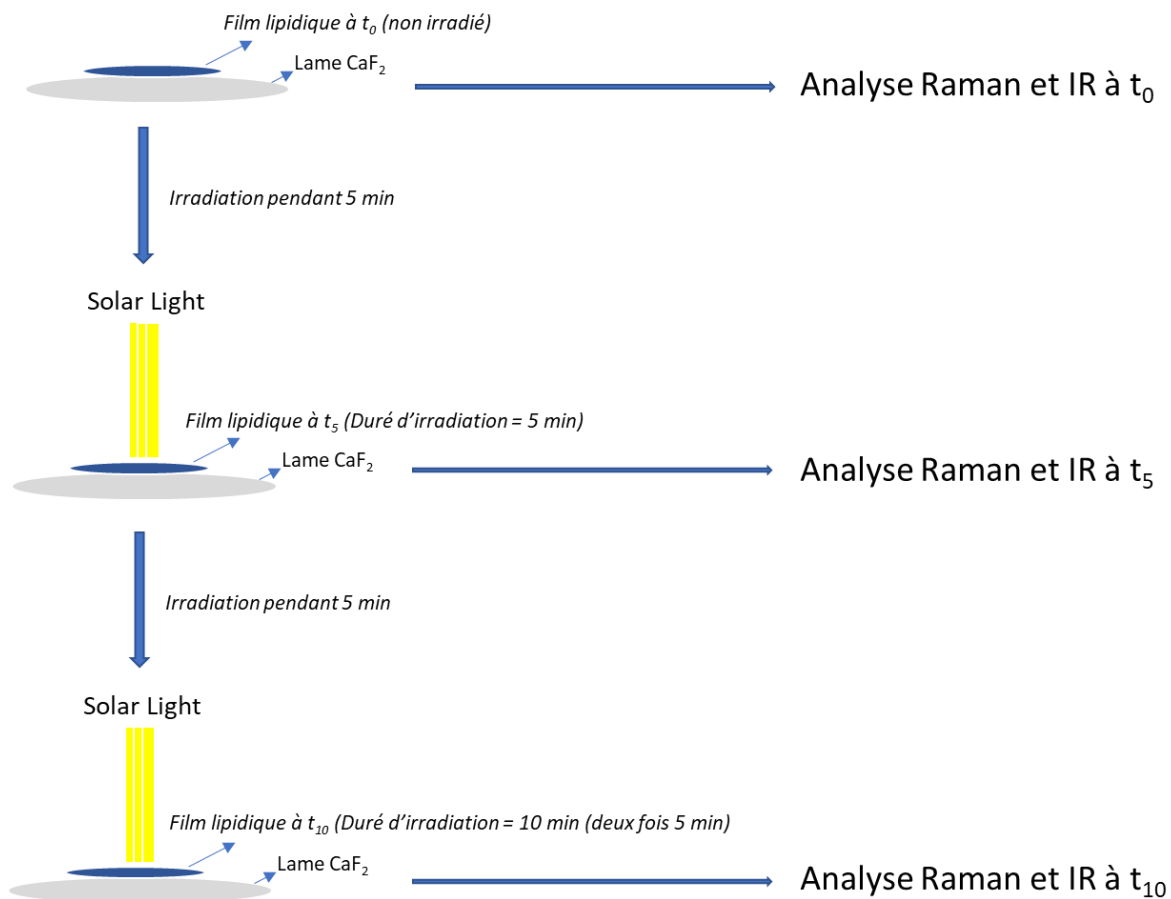 Film lipidique à t₀ (non irradié)
Lame CaF₂
Analyse Raman et IR à t₀
Irradiation pendant 5 min
Solar Light
Film lipidique à t₅ (Duré d’irradiation = 5 min)
Lame CaF₂
Analyse Raman et IR à t₅
Irradiation pendant 5 min
Solar Light
Film lipidique à t₁₀ (Duré d’irradiation = 10 min (deux fois 5 min)
Lame CaF₂
Analyse Raman et IR à t₁₀